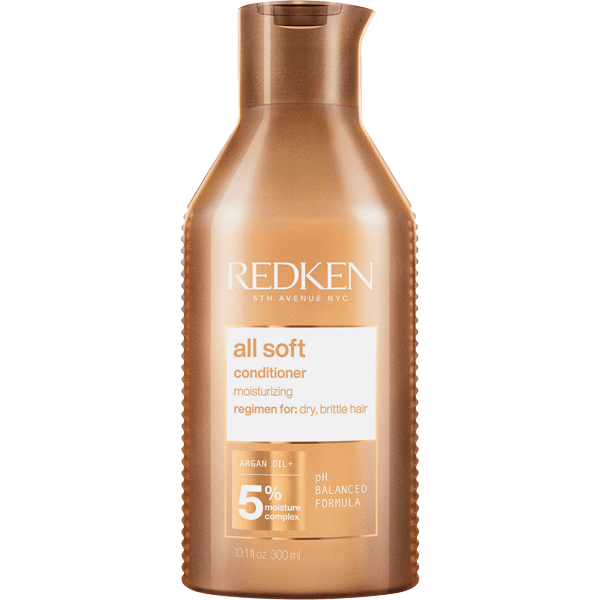 REDKEN
5TH AVENUE NYC
all soft
conditioner
moisturizing
regimen for: dry, brittle hair
ARGAN OIL+
5%
moisture
complex
pH
BALANCED
FORMULA
10.1 fl oz 300 ml